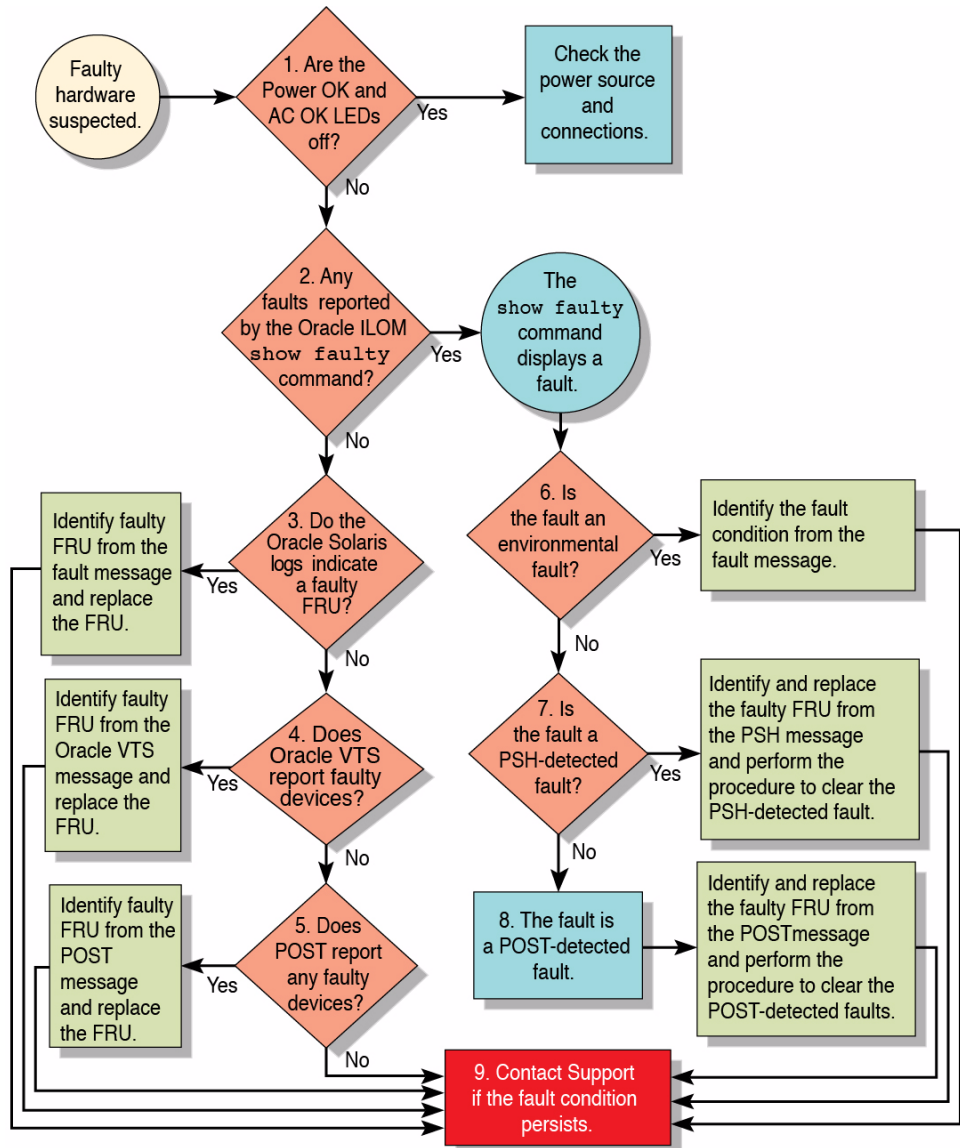 Faulty
hardware
suspected.
1. Are the
Power OK and
AC OK LEDs
off?
Yes
Check the
power source
and
connections.
No
2. Any
faults reported
by the Oracle ILOM
show faulty
command?
Yes
The
show faulty
command
displays a
fault.
No
3. Do the
Oracle Solaris
logs indicate
a faulty
FRU?
Yes
Identify faulty
FRU from the
fault message
and replace
the FRU.
No
4. Does
Oracle VTS
report faulty
devices?
Yes
Identify faulty
FRU from the
Oracle VTS
message and
replace the
FRU.
No
5. Does
POST report
any faulty
devices?
Yes
Identify faulty
FRU from the
POST
message
and replace
the FRU.
No
6. Is
the fault an
environmental
fault?
Yes
Identify the fault
condition from the
fault message.
No
7. Is
the fault a
PSH-detected
fault?
Yes
Identify and replace
the faulty FRU from
the PSH message
and perform the
procedure to clear the
PSH-detected fault.
No
8. The fault is
a POST-detected
fault.
Identify and replace
the faulty FRU from
the POSTmessage
and perform the
procedure to clear the
POST-detected faults.
9. Contact Support
if the fault condition
persists.